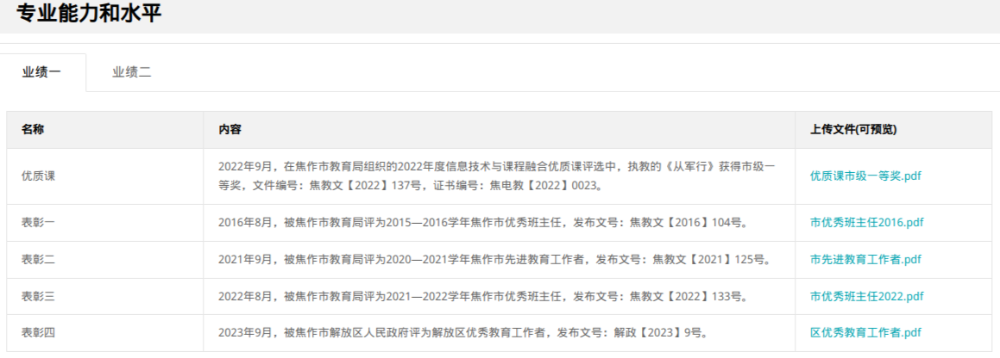 专业能力和水平
业绩一 业绩二
名称 内容 上传文件(可预览)
优质课 2022年9月，在焦作市教育局组织的2022年度信息技术与课程融合优质课评选中，执教的《从军行》获得市级一
等奖，文件编号：焦教文【2022】137号，证书编号：焦电教【2022】0023。 优质课市级一等奖.pdf
表彰一 2016年8月，被焦作市教育局评为2015—2016学年焦作市优秀班主任，发布文号：焦教文【2016】104号。 市优秀班主任2016.pdf
表彰二 2021年9月，被焦作市教育局评为2020—2021学年焦作市先进教育工作者，发布文号：焦教文【2021】125号。 市先进教育工作者.pdf
表彰三 2022年8月，被焦作市教育局评为2021—2022学年焦作市优秀班主任，发布文号：焦教文【2022】133号。 市优秀班主任2022.pdf
表彰四 2023年9月，被焦作市解放区人民政府评为解放区优秀教育工作者，发布文号：解政【2023】9号。 区优秀教育工作者.pdf